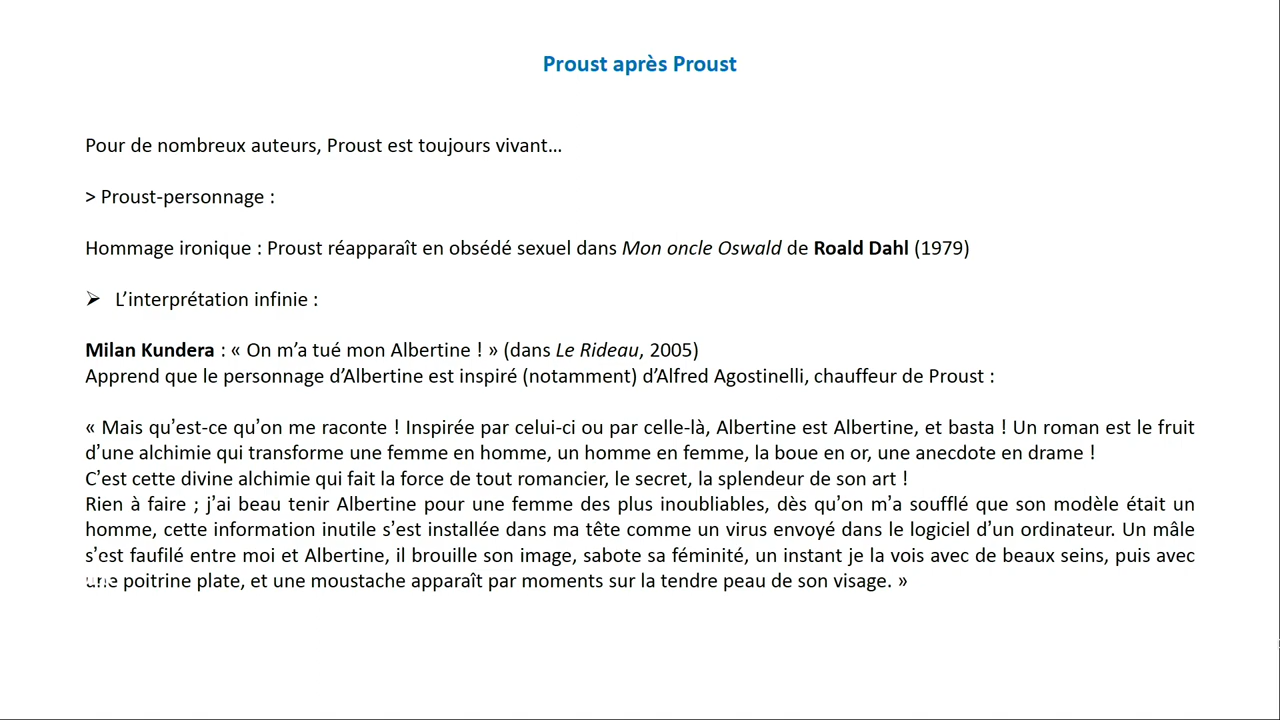 Proust après Proust
Pour de nombreux auteurs, Proust est toujours vivant…
> Proust-personnage :
Hommage ironique : Proust réapparaît en obsédé sexuel dans Mon oncle Oswald de Roald Dahl (1979)
➢ L’interprétation infinie :
Milan Kundera : « On m’a tué mon Albertine ! » (dans Le Rideau, 2005)
Apprend que le personnage d’Albertine est inspiré (notamment) d’Alfred Agostinelli, chauffeur de Proust :
« Mais qu’est-ce qu’on me raconte ! Inspirée par celui-ci ou par celle-là, Albertine est Albertine, et basta ! Un roman est le fruit
d’une alchimie qui transforme une femme en homme, un homme en femme, la boue en or, une anecdote en drame !
C’est cette divine alchimie qui fait la force de tout romancier, le secret, la splendeur de son art !
Rien à faire ; j’ai beau tenir Albertine pour une femme des plus inoubliables, dès qu’on m’a soufflé que son modèle était un
homme, cette information inutile s’est installée dans ma tête comme un virus envoyé dans le logiciel d’un ordinateur. Un mâle
s’est faufilé entre moi et Albertine, il brouille son image, sabote sa féminité, un instant je la vois avec de beaux seins, puis avec
une poitrine plate, et une moustache apparaît par moments sur la tendre peau de son visage. »